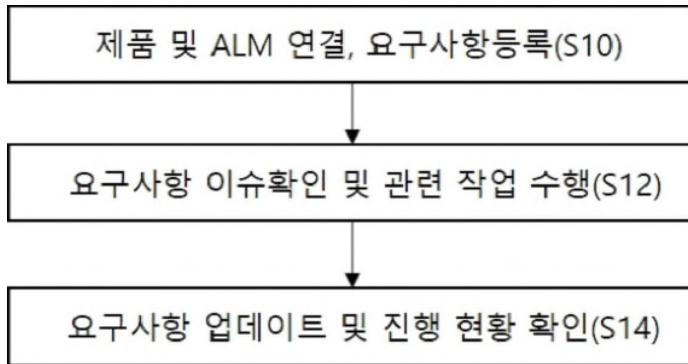 제품 및 ALM 연결, 요구사항등록(S10)
요구사항 이슈확인 및 관련 작업 수행(S12)
요구사항 업데이트 및 진행 현황 확인(S14)